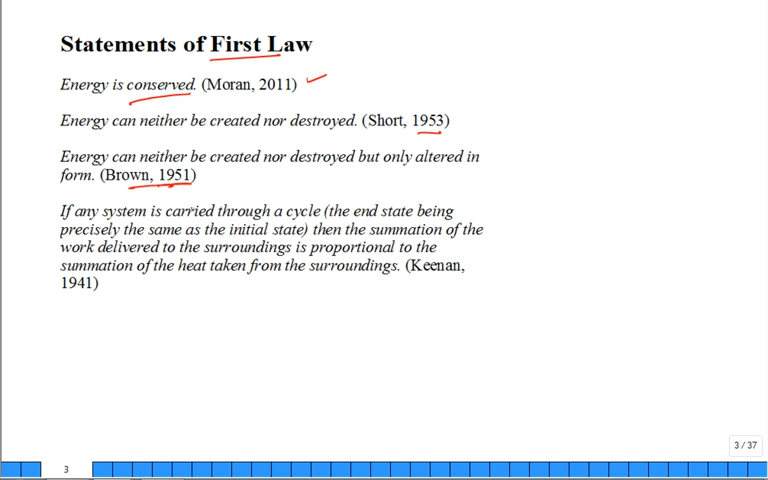 Statements of First Law
Energy is conserved. (Moran, 2011)
Energy can neither be created nor destroyed. (Short, 1953)
Energy can neither be created nor destroyed but only altered in
form. (Brown, 1951)
If any system is carried through a cycle (the end state being
precisely the same as the initial state) then the summation of the
work delivered to the surroundings is proportional to the
summation of the heat taken from the surroundings. (Keenan,
1941)
3 / 37
3